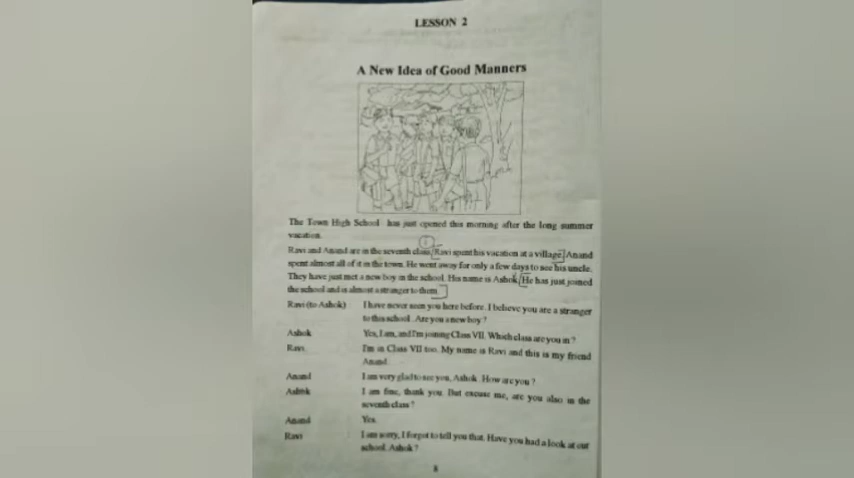 LESSON 2
A New Idea of Good Manners
The Town High School has just opened this morning after the long summer
vacation.
Ravi and Anand are in the seventh class. Ravi spent his vacation at a village. Anand
spent almost all of it in the town. He went away for only a few days to see his uncle.
They have just met a new boy in the school. His name is Ashok. He has just joined
the school and is almost a stranger to them.
Ravi (to Ashok) I have never seen you here before. I believe you are a stranger
to this school. Are you a new boy ?
Ashok Yes, I am, and I'm joining Class VII. Which class are you in ?
Ravi I'm in Class VII too. My name is Ravi and this is my friend
Anand.
Anand I am very glad to see you, Ashok. How are you ?
Ashok I am fine, thank you. But excuse me, are you also in the
seventh class ?
Anand Yes.
Ravi I am sorry, I forgot to tell you that. Have you had a look at our
school, Ashok ?
8